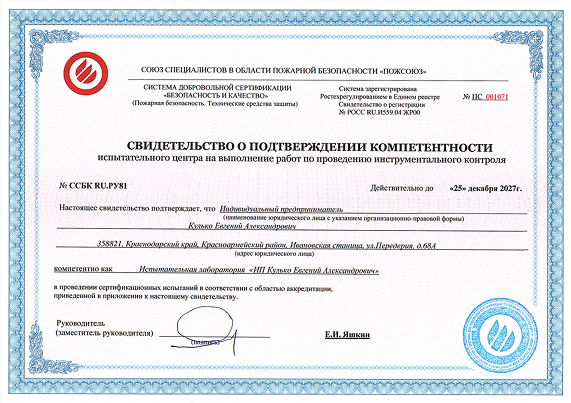 СОЮЗ СПЕЦИАЛИСТОВ В ОБЛАСТИ ПОЖАРНОЙ БЕЗОПАСНОСТИ «ПОЖСОЮЗ»
СИСТЕМА ДОБРОВОЛЬНОЙ СЕРТИФИКАЦИИ
«БЕЗОПАСНОСТЬ И КАЧЕСТВО»
(Пожарная безопасность. Технические средства защиты)
Система зарегистрирована
Ростехрегулированием в Едином реестре
Свидетельство о регистрации
№ РОСС RU.И559.04 ЖР00
№ ПС 001071
СВИДЕТЕЛЬСТВО О ПОДТВЕРЖДЕНИИ КОМПЕТЕНТНОСТИ
испытательного центра на выполнение работ по проведению инструментального контроля
№ ССБК RU.РУ81
Действительно до «25» декабря 2027г.
Настоящее свидетельство подтверждает, что Индивидуальный предприниматель
(наименование юридического лица с указанием организационно-правовой формы)
Кулько Евгений Александрович
358821, Краснодарский край, Красноармейский район, Ивановская станица, ул.Передерия, д.68А
(адрес юридического лица)
компетентно как Испытательная лаборатория «ИП Кулько Евгений Александрович»
в проведении сертификационных испытаний в соответствии с областью аккредитации,
приведенной в приложении к настоящему свидетельству.
Руководитель
(заместитель руководителя)
(подпись)
Е.И. Яшкин